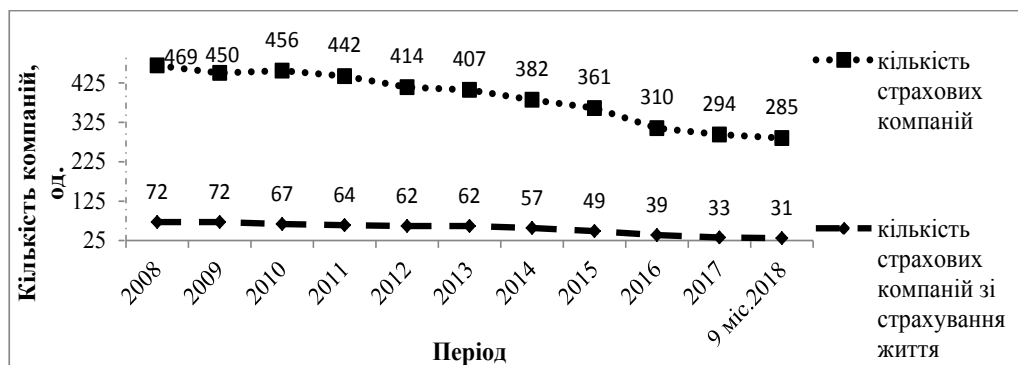 Кількість компаній,
од.
425
325
225
125
25
469 450 456 442 414 407 382 361 310 294 285
72 72 67 64 62 62 57 49 39 33 31
2008 2009 2010 2011 2012 2013 2014 2015 2016 2017 9 міс.2018
Період
кількість
страхових
компаній
кількість
страхових
компаній зі
страхування
життя